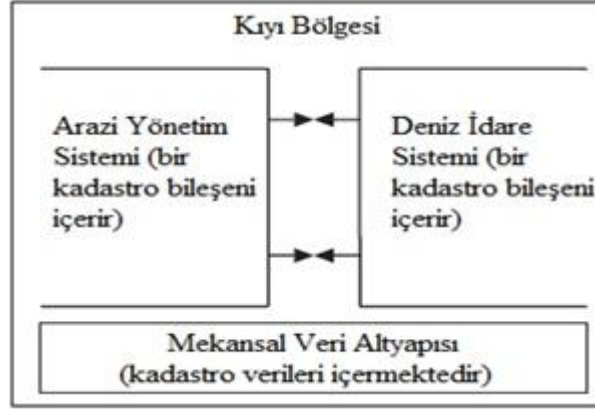 Kıyı Bölgesi
Arazi Yönetim
Sistemi (bir
kadastro bileşeni
içerir)
Deniz İdare
Sistemi (bir
kadastro bileşeni
içerir)
Mekansal Veri Altyapısı
(kadastro verileri içermektedir)